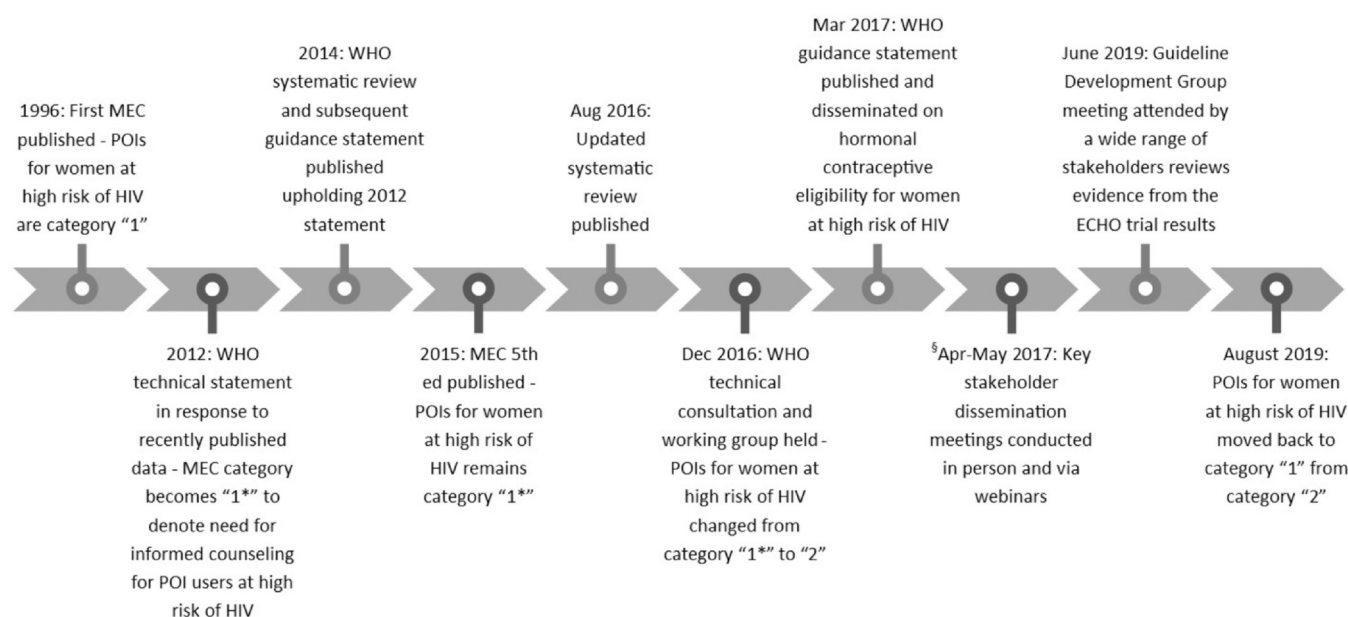 1996: First MEC
published - POIs
for women at
high risk of HIV
are category “1”
2012: WHO
technical statement
in response to
recently published
data - MEC category
becomes “1*” to
denote need for
informed counseling
for POI users at high
risk of HIV
2014: WHO
systematic review
and subsequent
guidance statement
published
upholding 2012
statement
2015: MEC 5th
ed published -
POIs for women
at high risk of
HIV remains
category “1*”
Aug 2016:
Updated
systematic
review
published
Dec 2016: WHO
technical
consultation and
working group held -
POIs for women at
high risk of HIV
changed from
category “1*” to “2”
Mar 2017: WHO
guidance statement
published and
disseminated on
hormonal
contraceptive
eligibility for women
at high risk of HIV
§Apr-May 2017: Key
stakeholder
dissemination
meetings conducted
in person and via
webinars
June 2019: Guideline
Development Group
meeting attended by
a wide range of
stakeholders reviews
evidence from the
ECHO trial results
August 2019:
POIs for women
at high risk of HIV
moved back to
category “1” from
category “2”